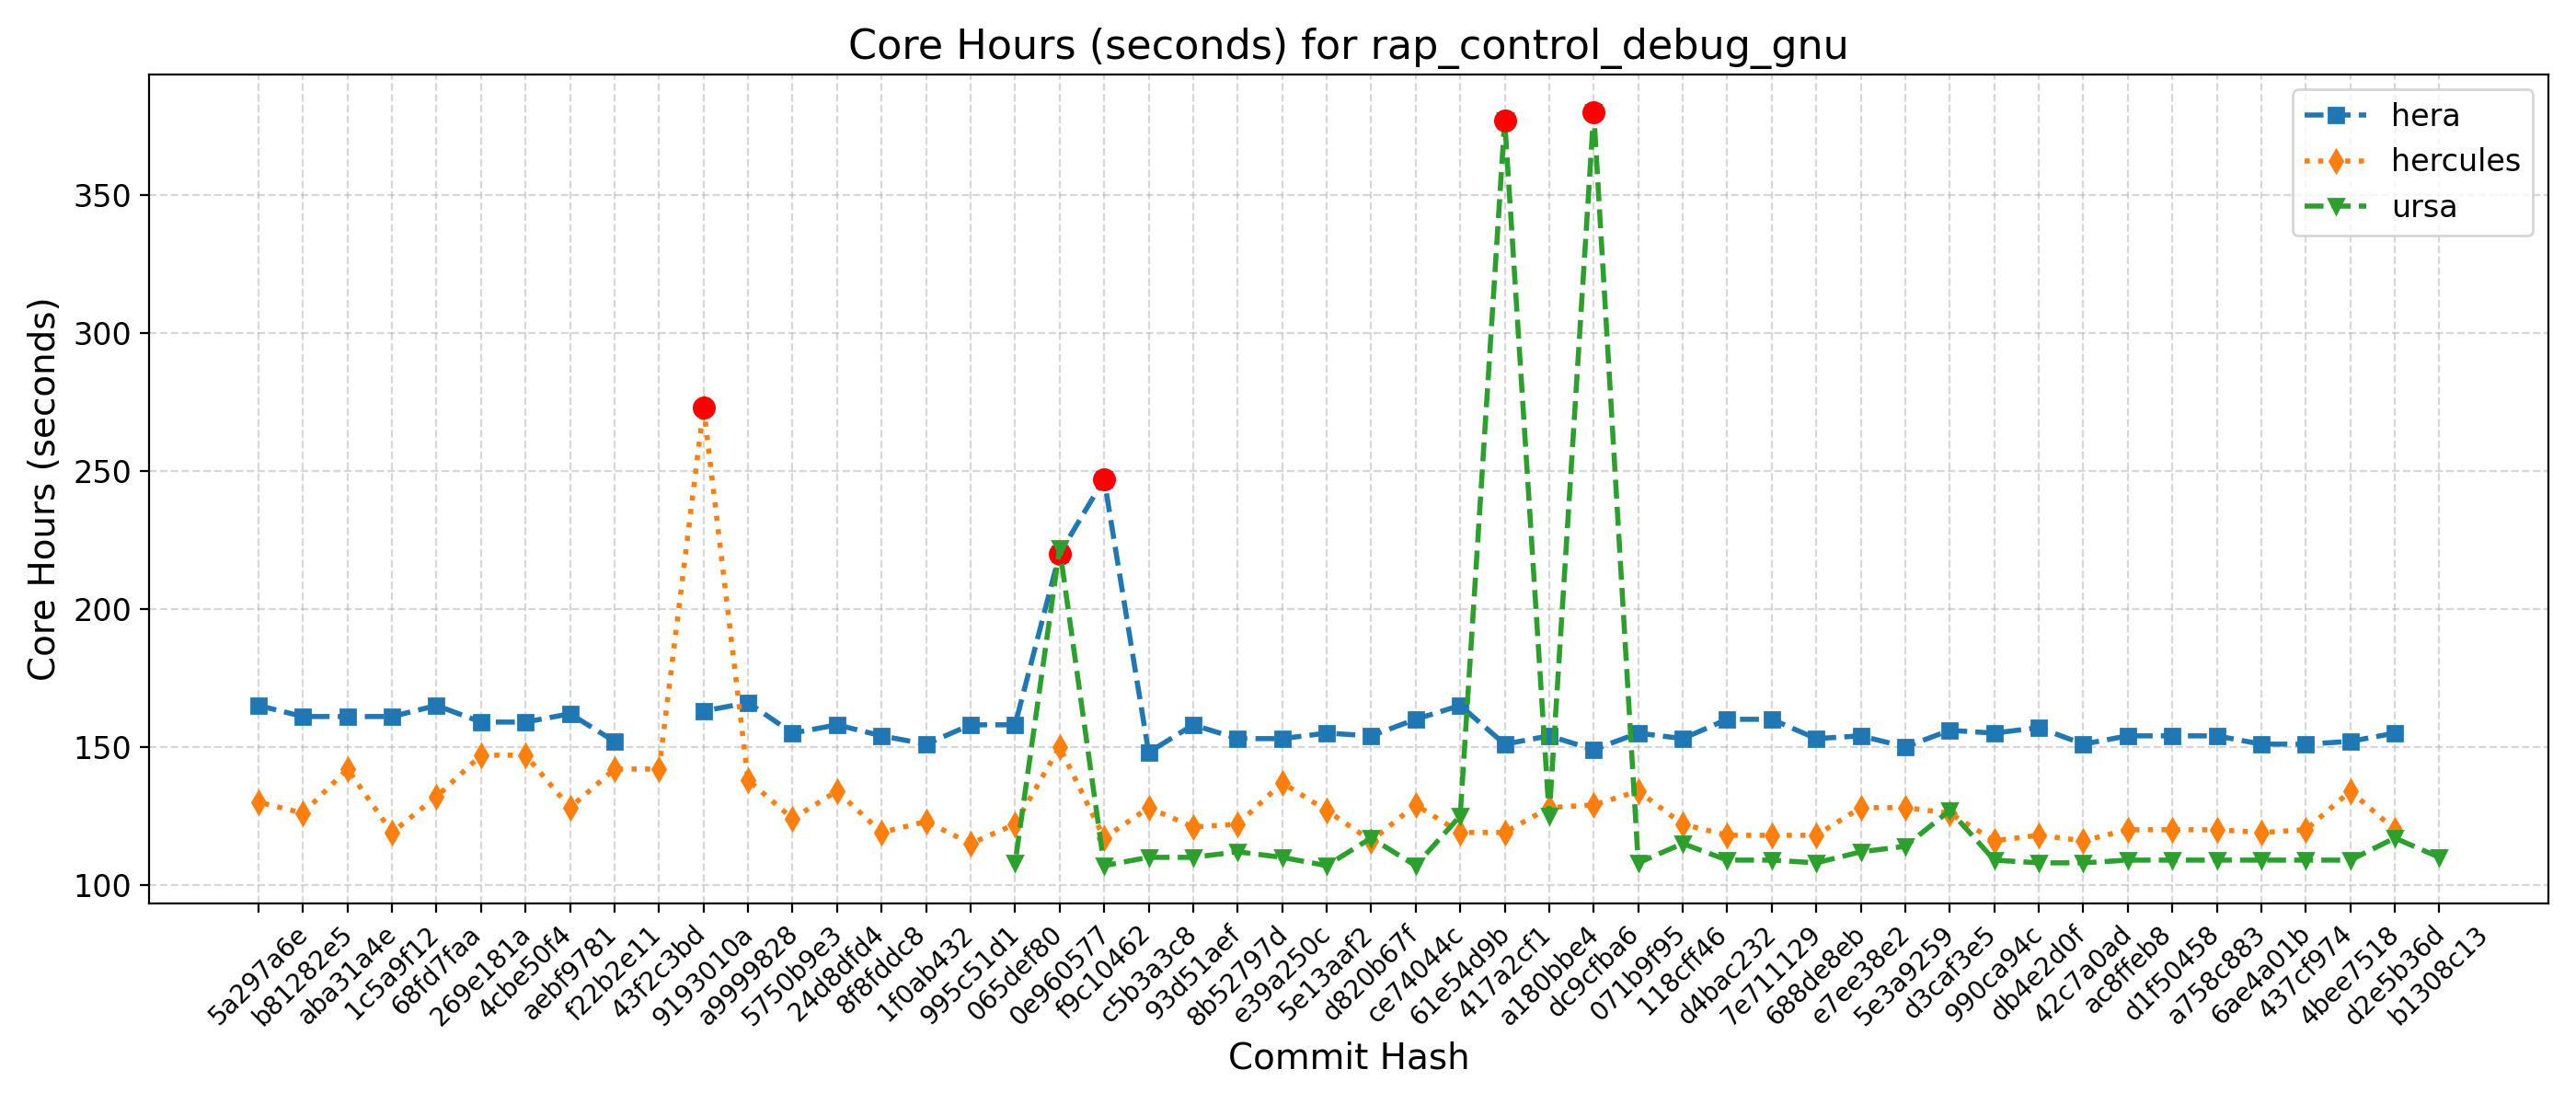 Core Hours (seconds) for rap_control_debug_gnu
hera
hercules
ursa
Core Hours (seconds)
350
300
250
200
150
100
5a297a6e
b81282e5
aba31a4e
1c5a9f12
68fd7faa
269e181a
4cbe50f4
aebf9781
f22b2e11
43f2c3bd
9193010a
a9999828
5750b9e3
24d8dfd4
8f8fddc8
1f0ab432
995c51d1
065def80
0e960577
f9c10462
c5b3a3c8
93d51aef
8b52797d
e39a250c
5e13aaf2
d820b67f
ce74044c
61e54d9b
417a2cf1
a180bbe4
dc9cfba6
071b9f95
118cff46
d4bac232
7e711129
688de8eb
e7ee38e2
5e3a9259
d3caf3e5
990ca94c
db4e2d0f
42c7a0ad
ac8ffeb8
d1f50458
a758c883
6ae4a01b
437cf974
4bee7518
d2e5b36d
b1308c13
Commit Hash